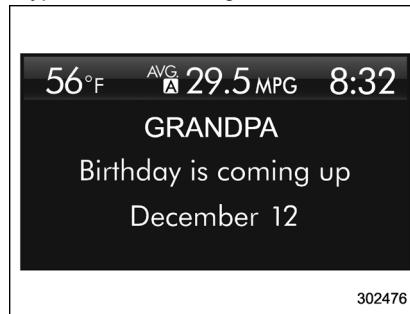 56°F AVG. A 29.5 MPG 8:32
GRANDPA
Birthday is coming up
December 12
302476